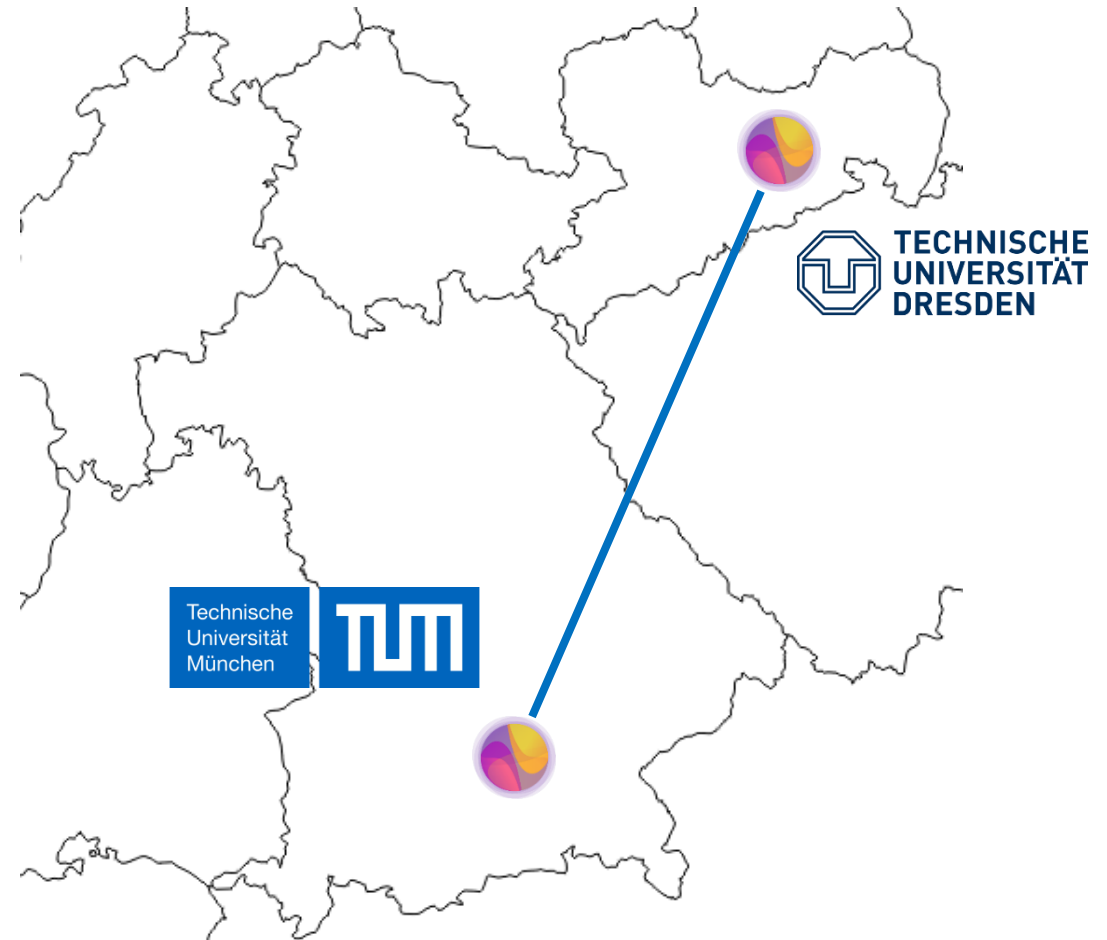 TECHNISCHE
UNIVERSITÄT
DRESDEN
Technische
Universität
München
TUM